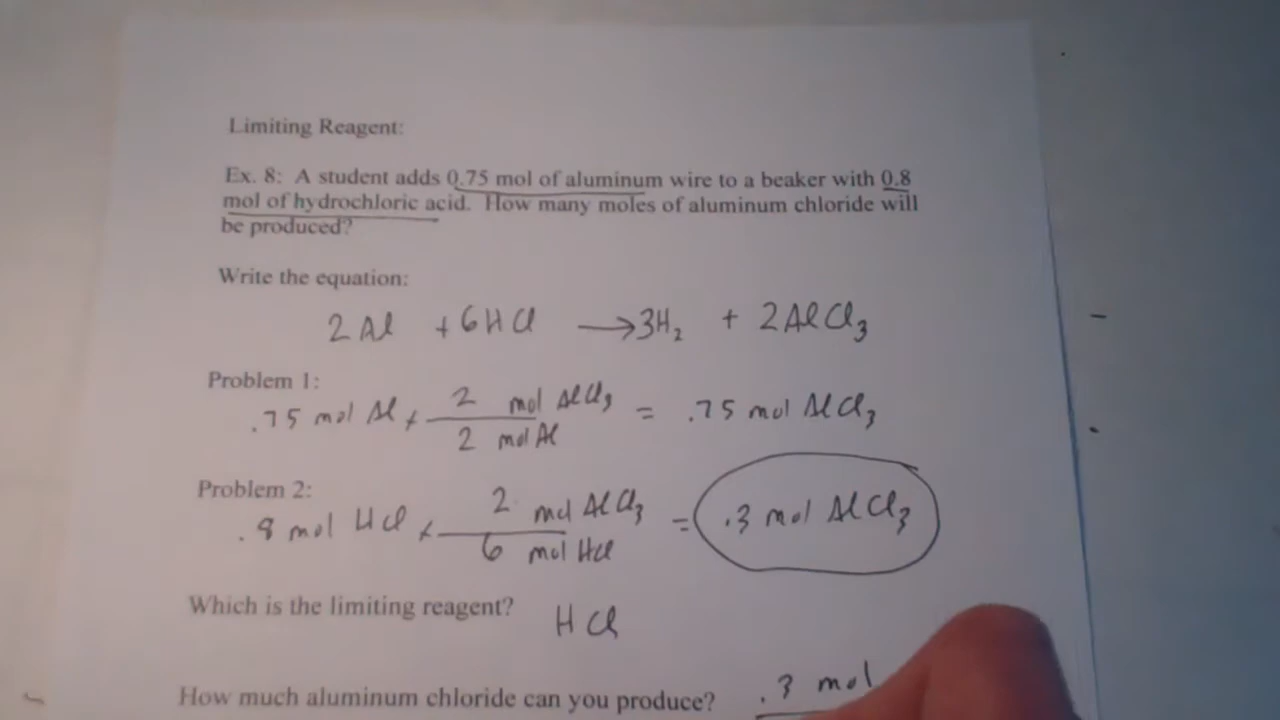 Limiting Reagent:
Ex. 8: A student adds 0.75 mol of aluminum wire to a beaker with 0.8
mol of hydrochloric acid. How many moles of aluminum chloride will
be produced?
Write the equation:
2Al + 6HCl → 3H₂ + 2AlCl₃
Problem 1:
.75 mol Al × 2 mol AlCl₃ = .75 mol AlCl₃
2 mol Al
Problem 2:
.8 mol HCl × 2 mol AlCl₃ = .3 mol AlCl₃
6 mol HCl
Which is the limiting reagent? HCl
How much aluminum chloride can you produce? .3 mol